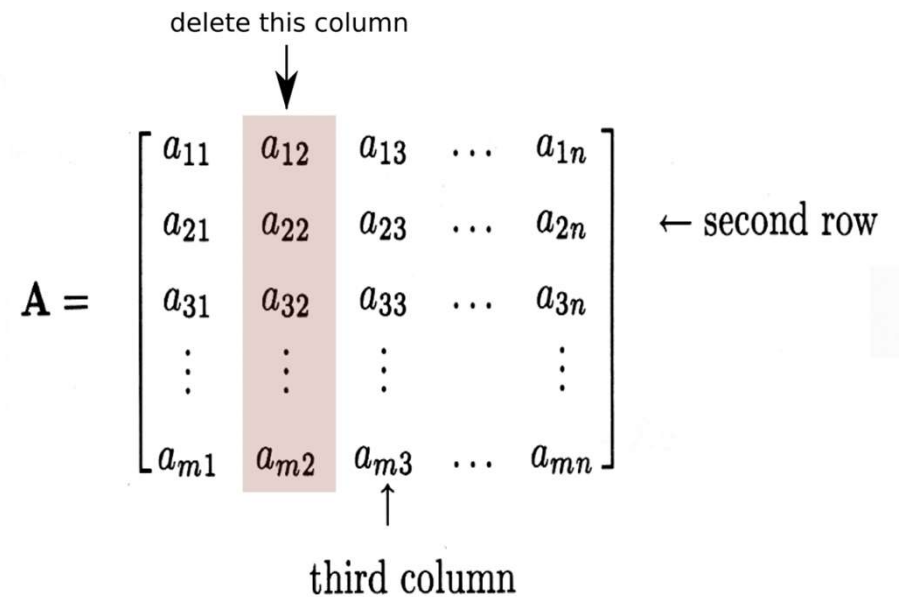 delete this column
a₁₁ a₁₂ a₁₃ ⋯ a₁ₙ
a₂₁ a₂₂ a₂₃ ⋯ a₂ₙ ← second row
A = a₃₁ a₃₂ a₃₃ ⋯ a₃ₙ
⋮ ⋮ ⋮ ⋮
aₘ₁ aₘ₂ aₘ₃ ⋯ aₘₙ
↑
third column